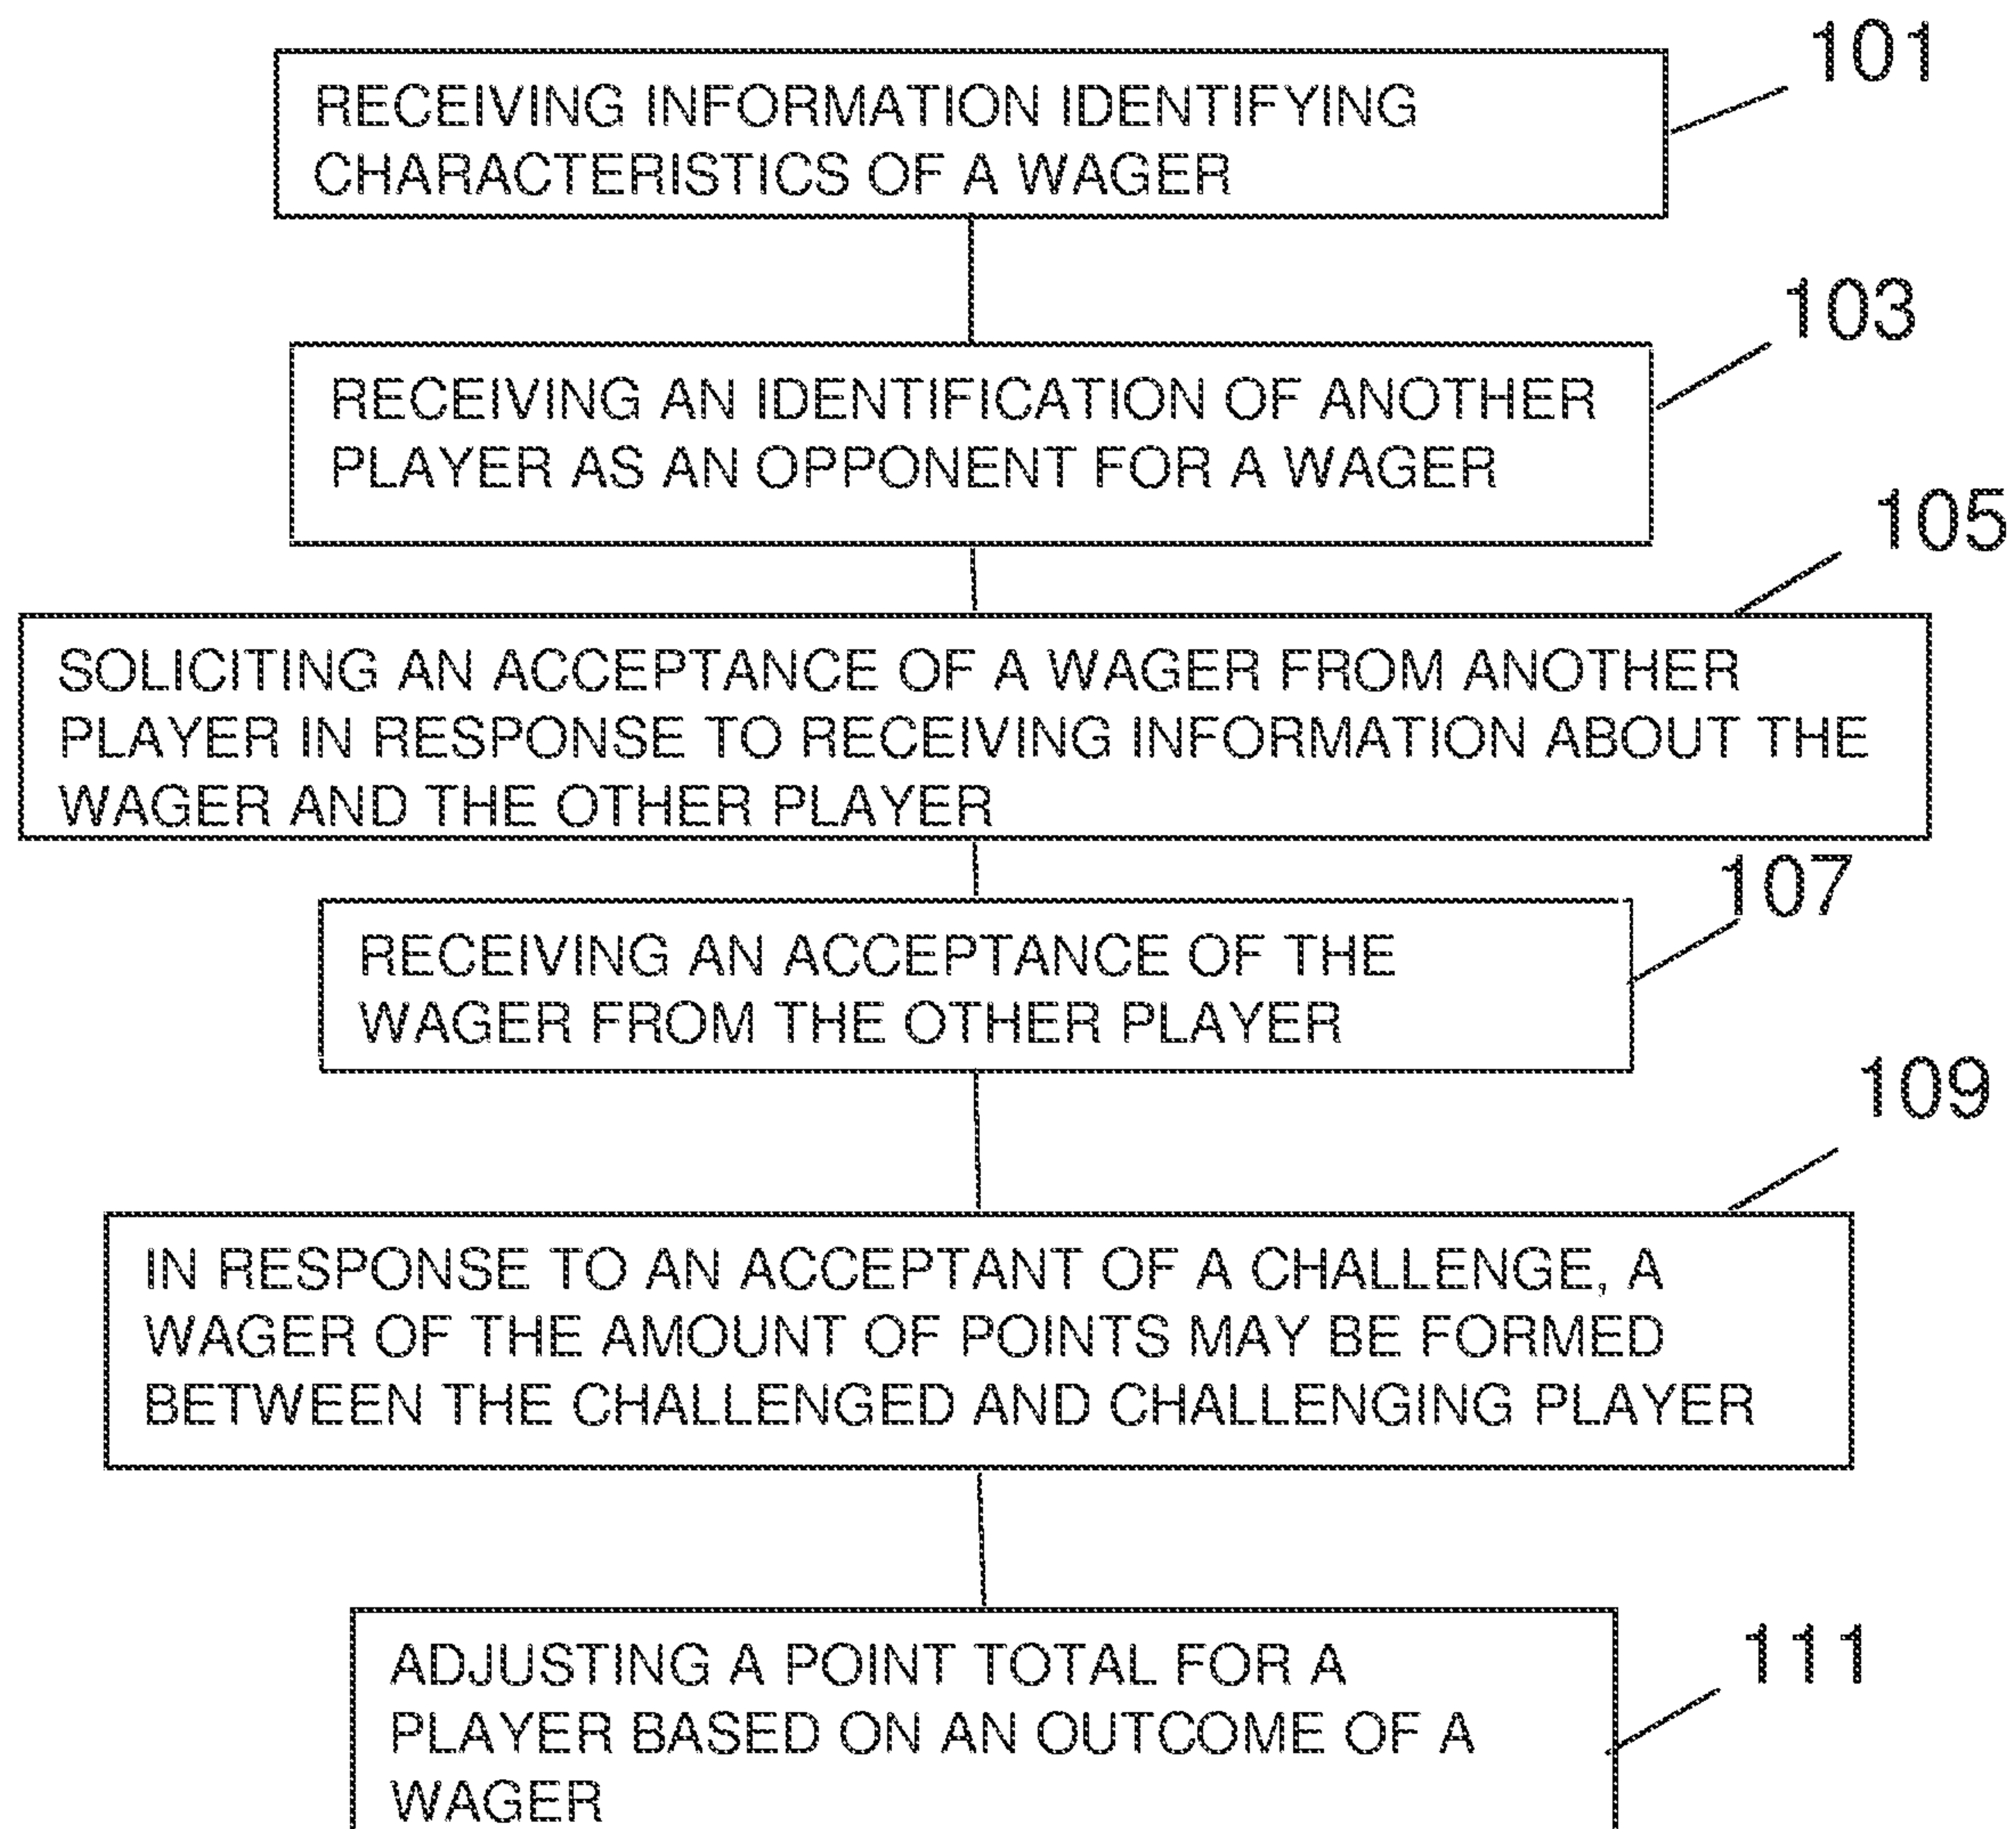 101
RECEIVING INFORMATION IDENTIFYING
CHARACTERISTICS OF A WAGER
103
RECEIVING AN IDENTIFICATION OF ANOTHER
PLAYER AS AN OPPONENT FOR A WAGER
105
SOLICITING AN ACCEPTANCE OF A WAGER FROM ANOTHER
PLAYER IN RESPONSE TO RECEIVING INFORMATION ABOUT THE
WAGER AND THE OTHER PLAYER
107
RECEIVING AN ACCEPTANCE OF THE
WAGER FROM THE OTHER PLAYER
109
IN RESPONSE TO AN ACCEPTANT OF A CHALLENGE, A
WAGER OF THE AMOUNT OF POINTS MAY BE FORMED
BETWEEN THE CHALLENGED AND CHALLENGING PLAYER
111
ADJUSTING A POINT TOTAL FOR A
PLAYER BASED ON AN OUTCOME OF A
WAGER